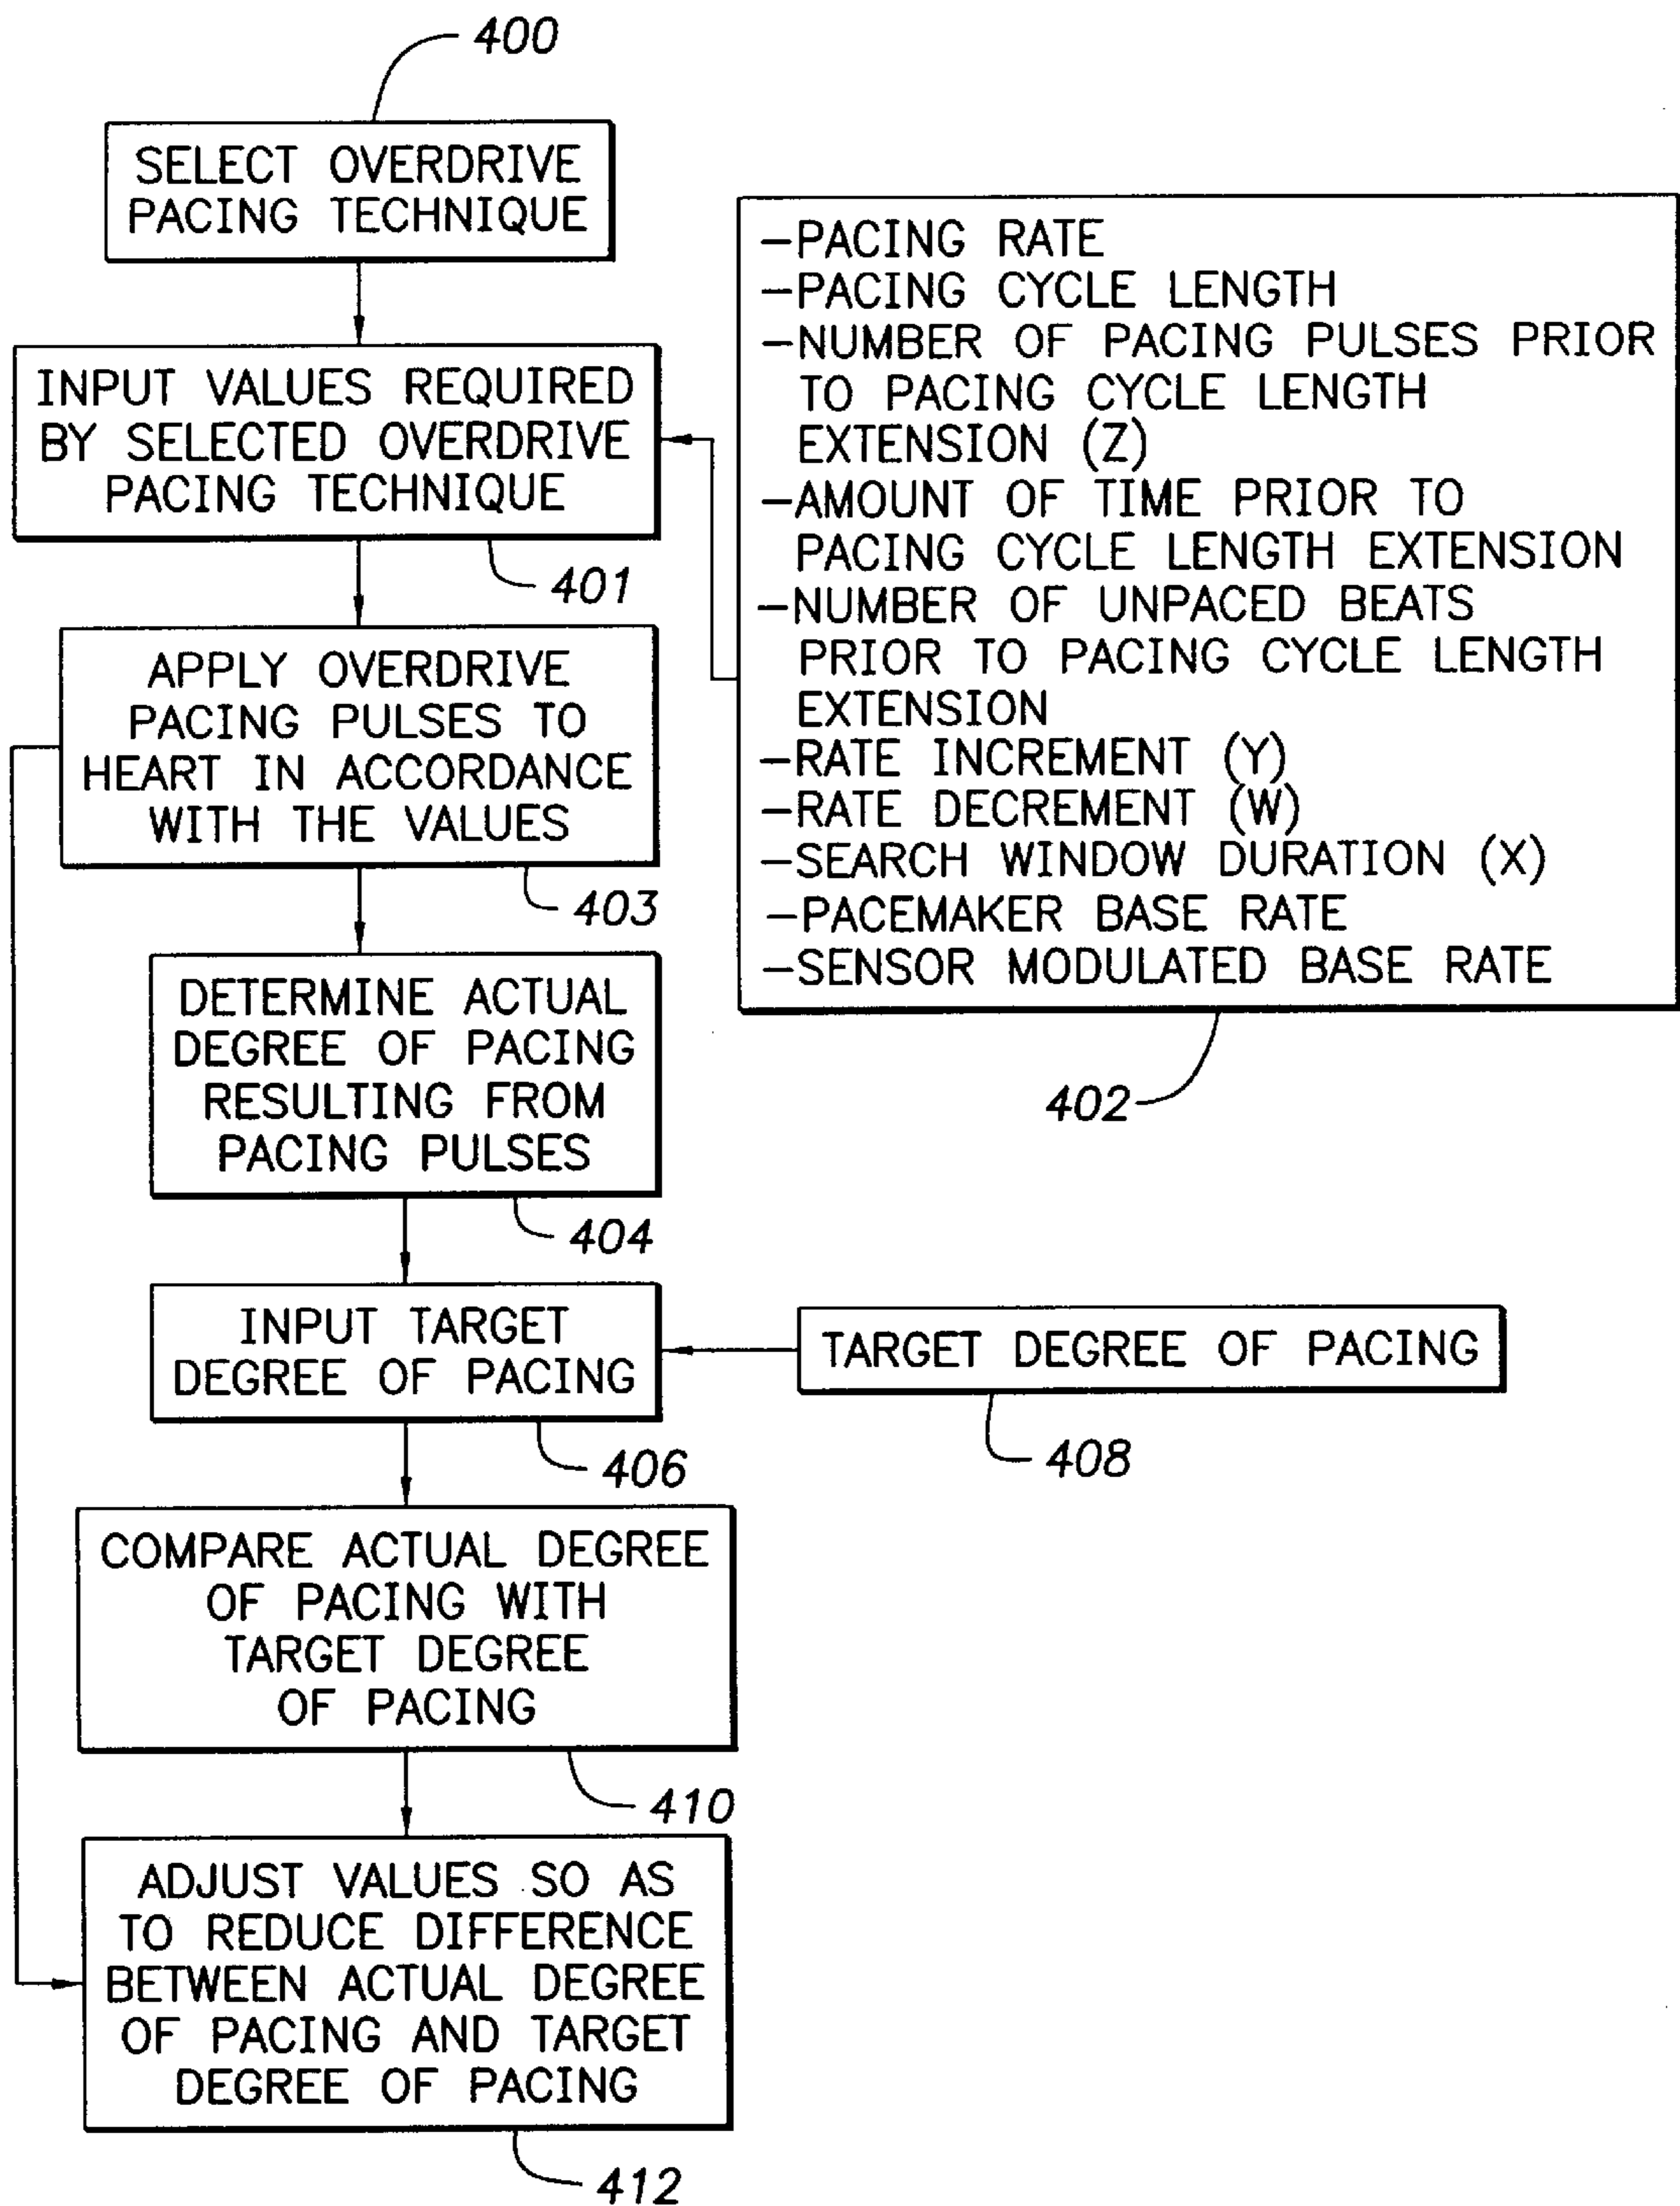 400
SELECT OVERDRIVE
PACING TECHNIQUE
INPUT VALUES REQUIRED
BY SELECTED OVERDRIVE
PACING TECHNIQUE
401
–PACING RATE
–PACING CYCLE LENGTH
–NUMBER OF PACING PULSES PRIOR
TO PACING CYCLE LENGTH
EXTENSION (Z)
–AMOUNT OF TIME PRIOR TO
PACING CYCLE LENGTH EXTENSION
–NUMBER OF UNPACED BEATS
PRIOR TO PACING CYCLE LENGTH
EXTENSION
–RATE INCREMENT (Y)
–RATE DECREMENT (W)
–SEARCH WINDOW DURATION (X)
–PACEMAKER BASE RATE
–SENSOR MODULATED BASE RATE
402
APPLY OVERDRIVE
PACING PULSES TO
HEART IN ACCORDANCE
WITH THE VALUES
403
DETERMINE ACTUAL
DEGREE OF PACING
RESULTING FROM
PACING PULSES
404
INPUT TARGET
DEGREE OF PACING
406
TARGET DEGREE OF PACING
408
COMPARE ACTUAL DEGREE
OF PACING WITH
TARGET DEGREE
OF PACING
410
ADJUST VALUES SO AS
TO REDUCE DIFFERENCE
BETWEEN ACTUAL DEGREE
OF PACING AND TARGET
DEGREE OF PACING
412